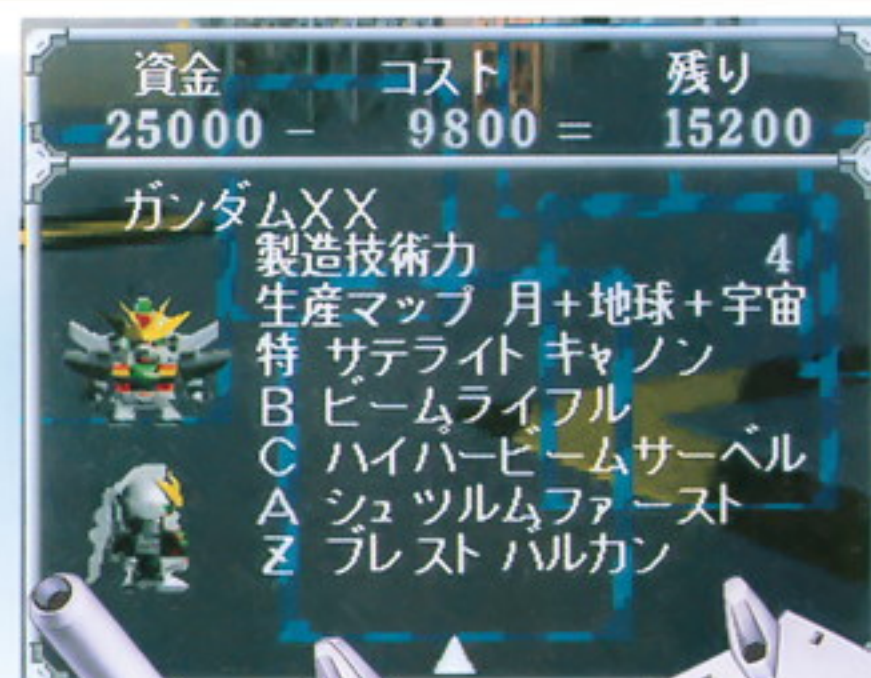 資金 コスト 残り
25000 - 9800 = 15200
ガンダムXX
製造技術力 4
生産マップ 月+地球+宇宙
特 サテライトキャノン
B ビームライフル
C ハイパービームサーベル
A シュツルムファースト
Z ブレストバルカン